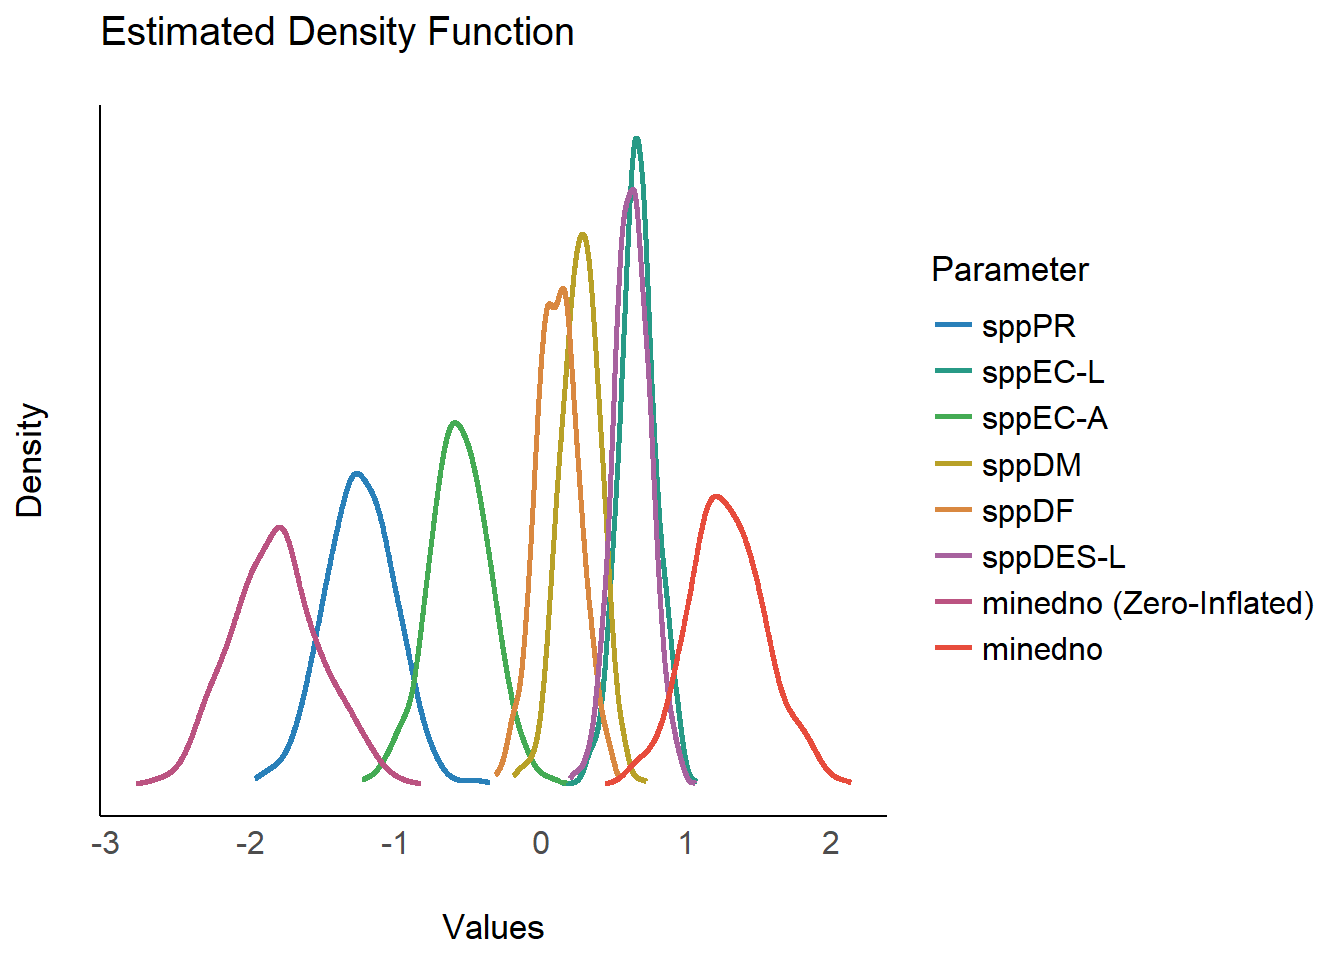 Estimated Density Function
Density
-3 -2 -1 0 1 2
Values
Parameter
sppPR
sppEC-L
sppEC-A
sppDM
sppDF
sppDES-L
minedno (Zero-Inflated)
minedno